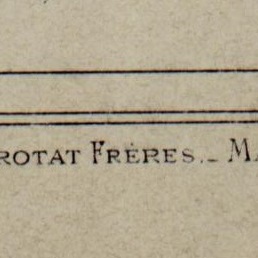 ROTAT FRÈRES. _ MA